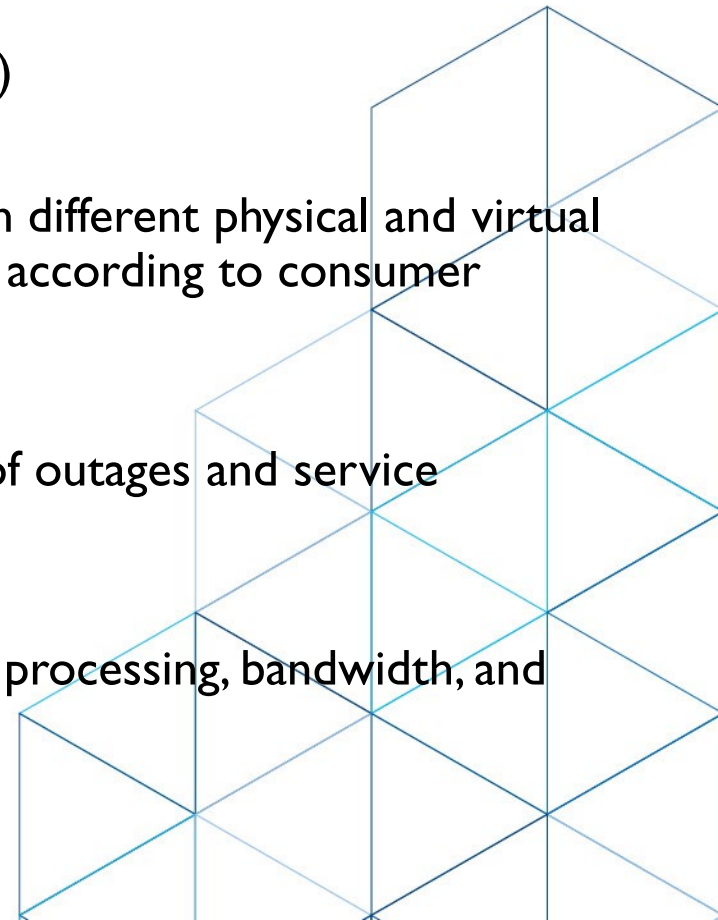 )
n different physical and virtual
according to consumer
of outages and service
processing, bandwidth, and